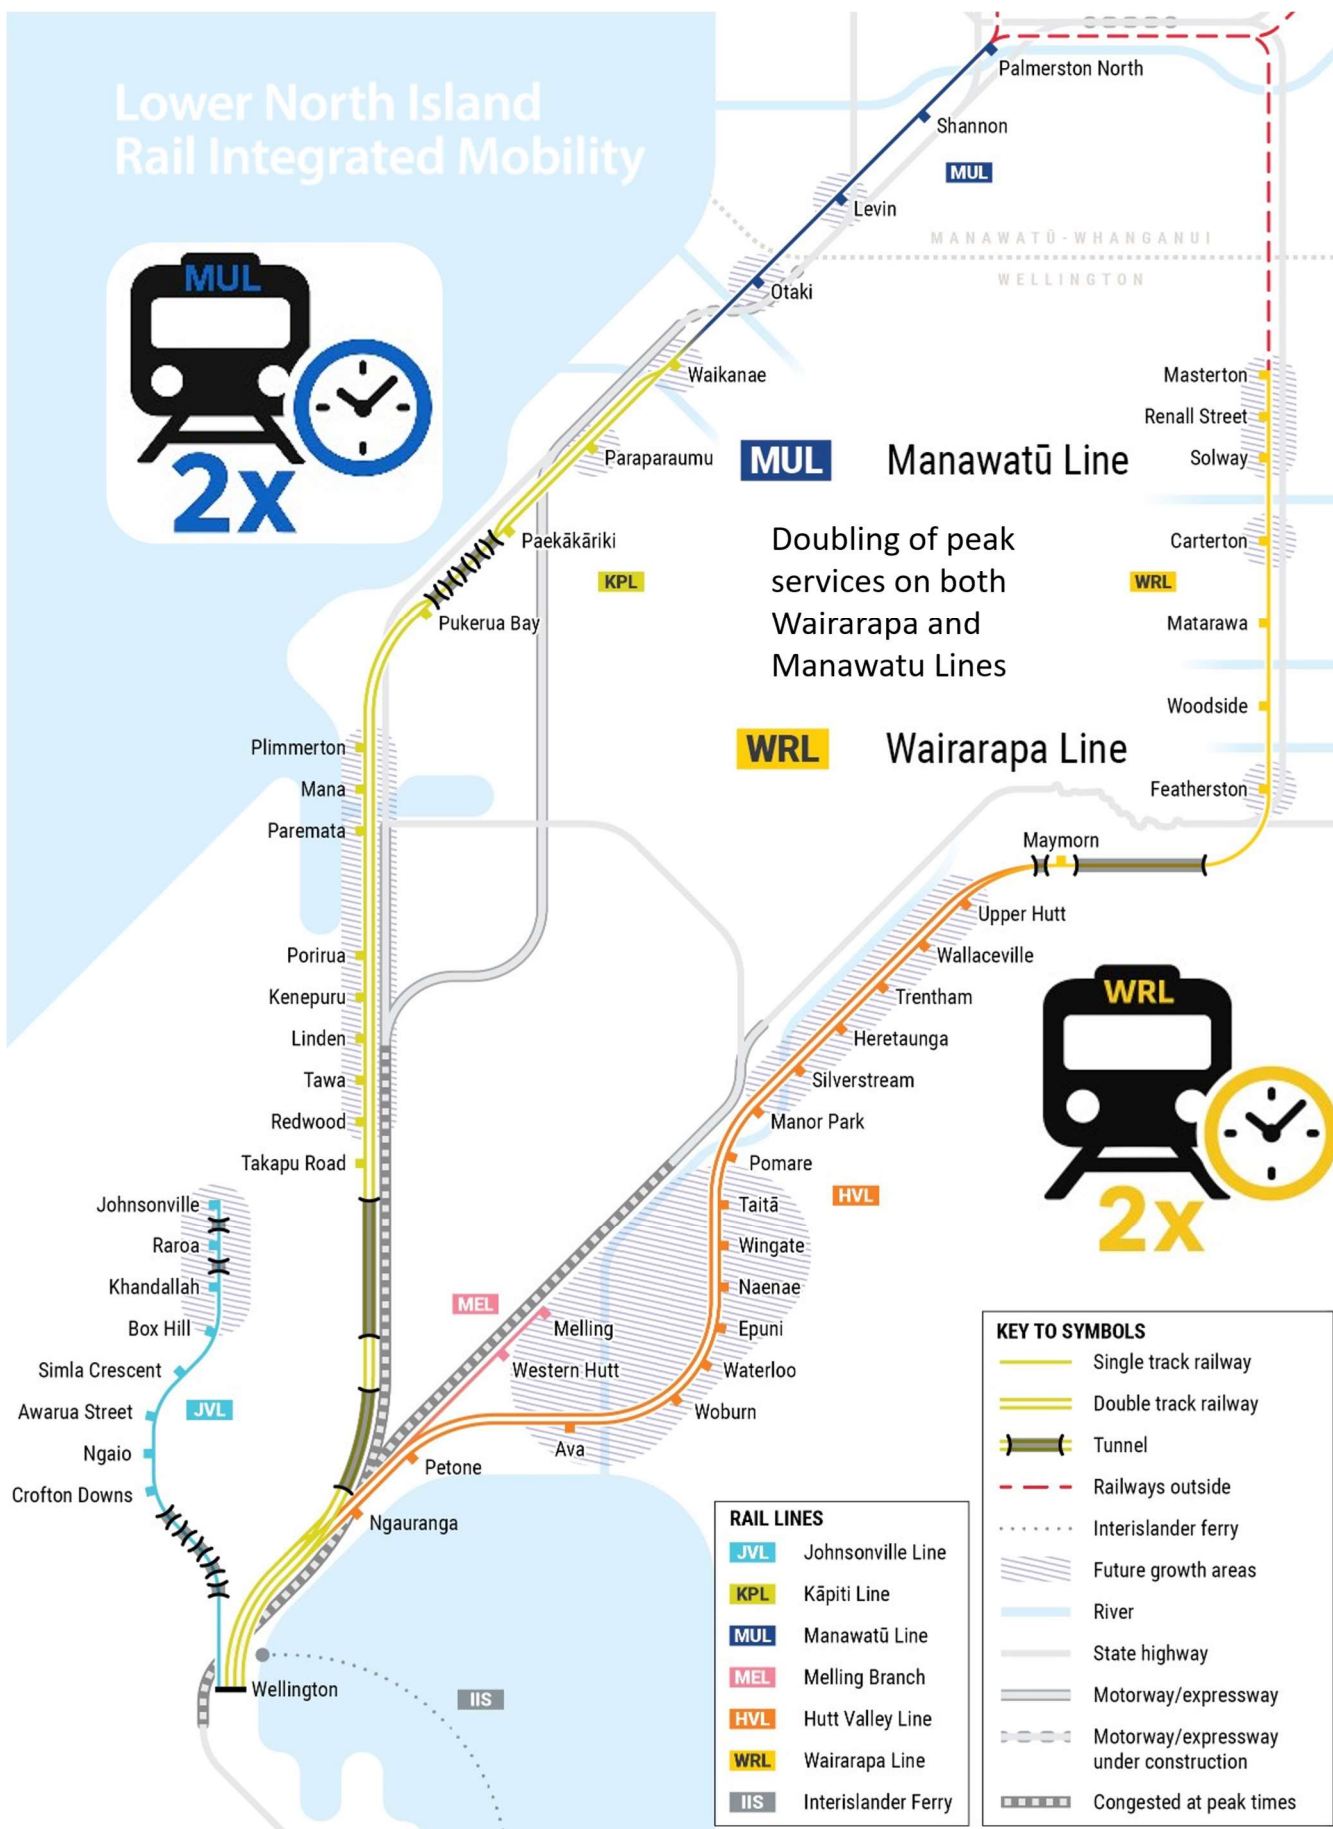 Lower North Island
Rail Integrated Mobility
Palmerston North
Shannon
MUL
Levin
MANAWATŪ-WHANGANUI
WELLINGTON
Otaki
MUL
2x
Waikanae
Paraparaumu
Paekākāriki
KPL
Pukerua Bay
MUL Manawatū Line
Doubling of peak
services on both
Wairarapa and
Manawatu Lines
WRL Wairarapa Line
Masterton
Renall Street
Solway
Carterton
WRL
Matarawa
Woodside
Featherston
Maymorn
Plimmerton
Mana
Paremata
Porirua
Kenepuru
Linden
Tawa
Redwood
Takapu Road
Upper Hutt
Wallaceville
Trentham
Heretaunga
Silverstream
Manor Park
Pomare
HVL
Taitā
Wingate
Naenae
Epuni
Waterloo
Woburn
Ava
WRL
2x
Johnsonville
Raroa
Khandallah
Box Hill
Simla Crescent
Awarua Street
JVL
Ngaio
Crofton Downs
MEL
Melling
Western Hutt
Petone
Ngauranga
Wellington
IIS
RAIL LINES
JVL Johnsonville Line
KPL Kāpiti Line
MUL Manawatū Line
MEL Melling Branch
HVL Hutt Valley Line
WRL Wairarapa Line
IIS Interislander Ferry
KEY TO SYMBOLS
Single track railway
Double track railway
Tunnel
Railways outside
Interislander ferry
Future growth areas
River
State highway
Motorway/expressway
Motorway/expressway
under construction
Congested at peak times